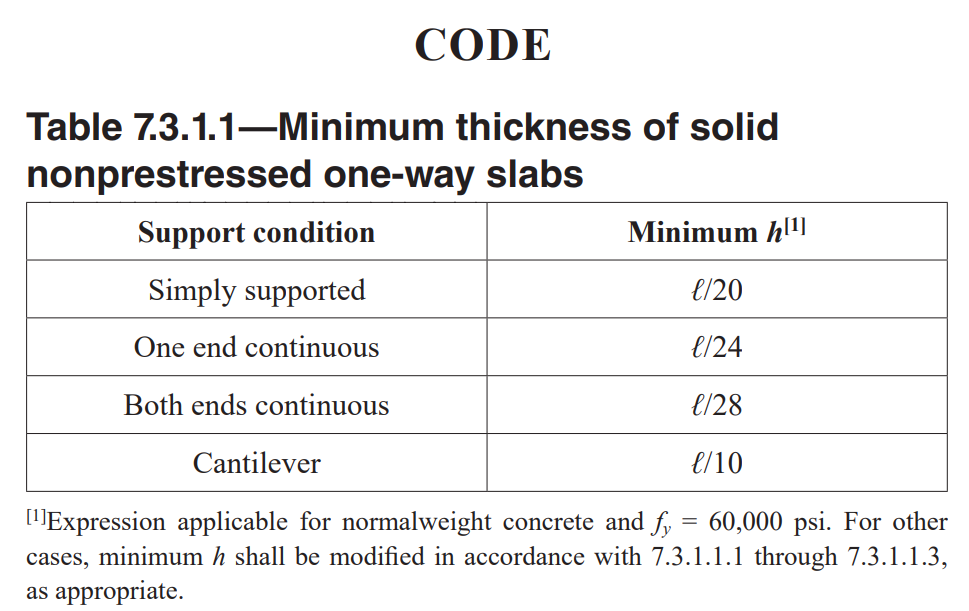 CODE
Table 7.3.1.1—Minimum thickness of solid
nonprestressed one-way slabs
Support condition Minimum h[1]
Simply supported ℓ/20
One end continuous ℓ/24
Both ends continuous ℓ/28
Cantilever ℓ/10
[1]Expression applicable for normalweight concrete and fy = 60,000 psi. For other
cases, minimum h shall be modified in accordance with 7.3.1.1.1 through 7.3.1.1.3,
as appropriate.